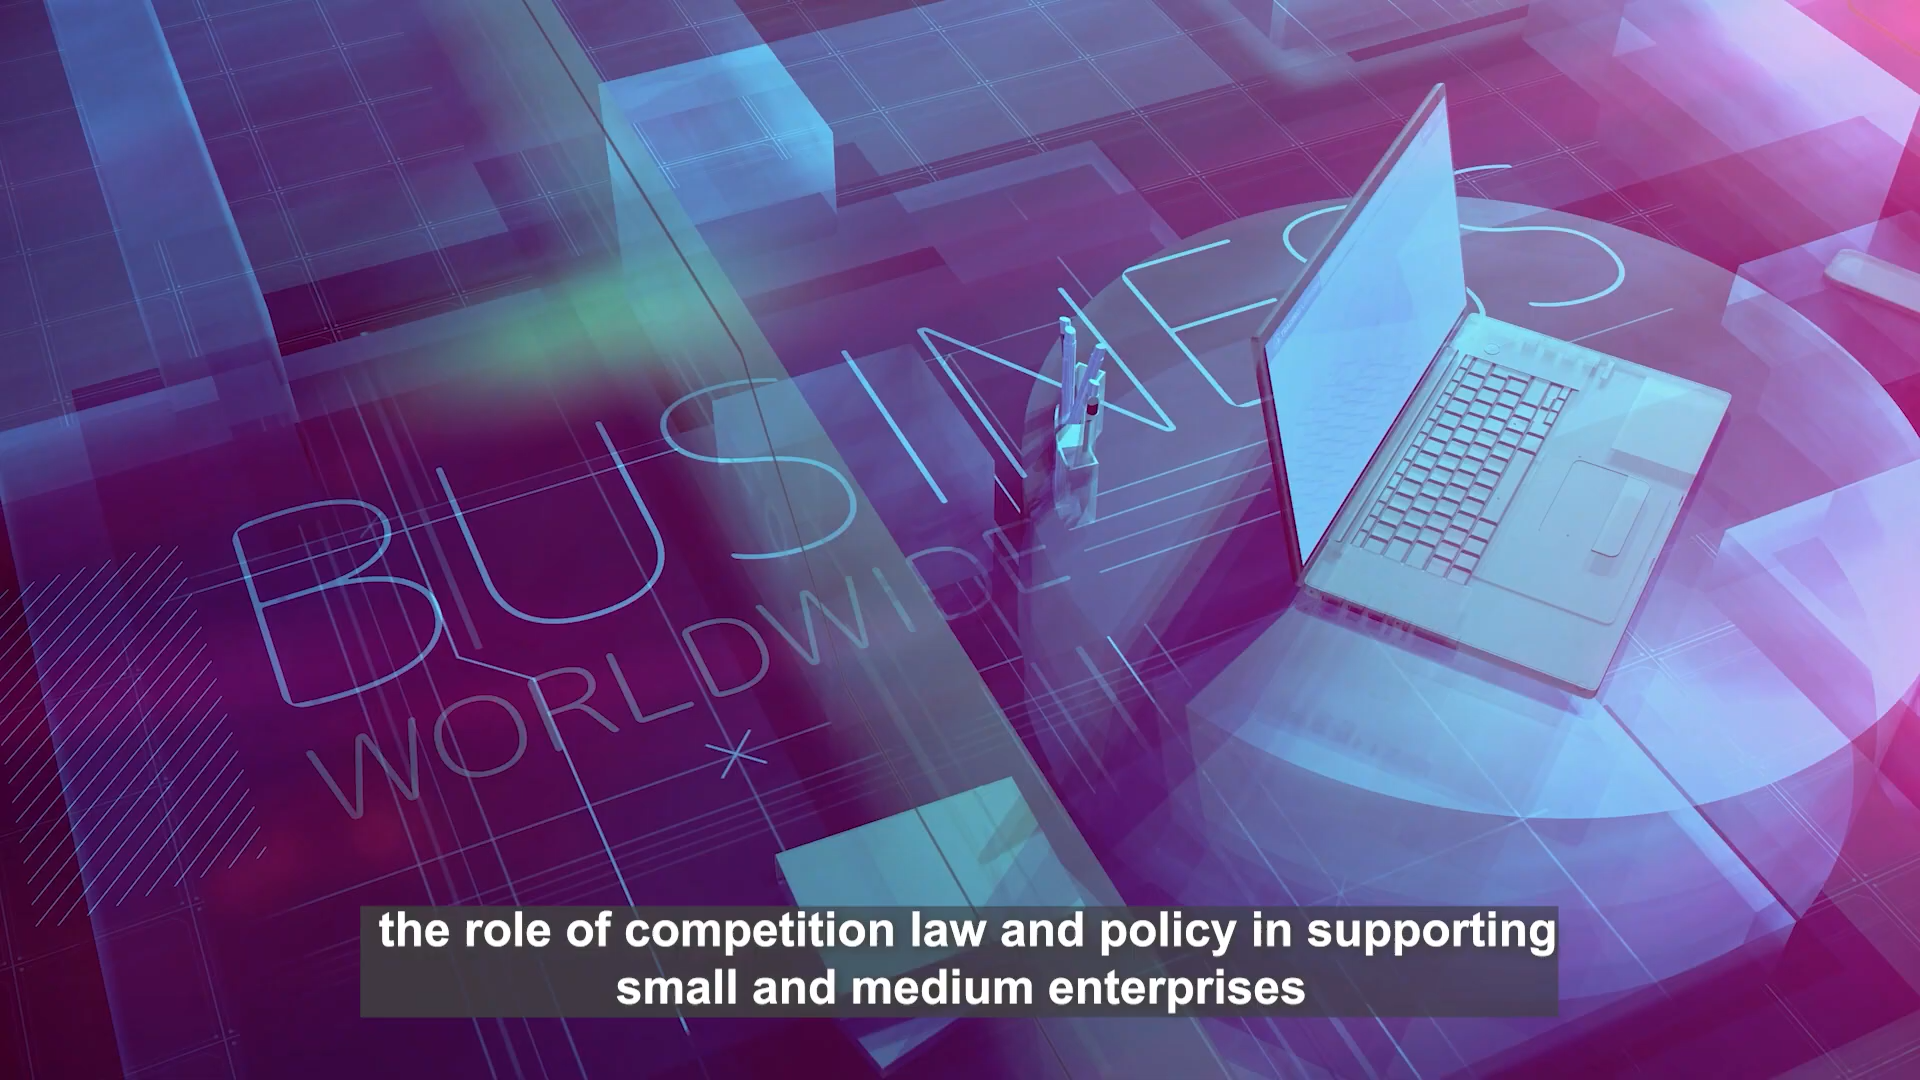 BUSINESS
WORLDWIDE
the role of competition law and policy in supporting
small and medium enterprises